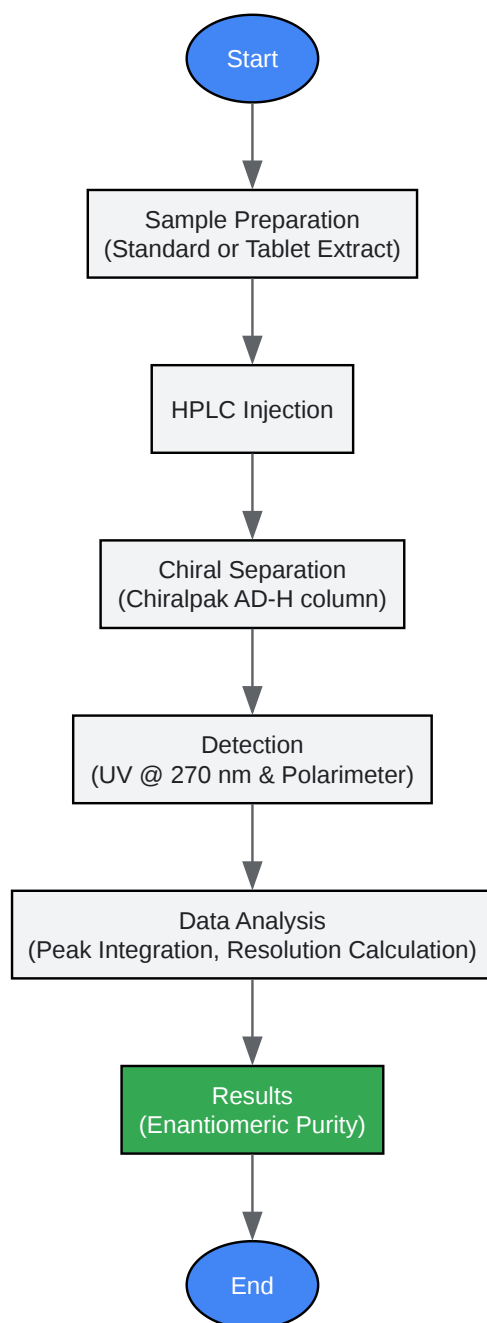 Start
Sample Preparation
(Standard or Tablet Extract)
HPLC Injection
Chiral Separation
(Chiralpak AD-H column)
Detection
(UV @ 270 nm & Polarimeter)
Data Analysis
(Peak Integration, Resolution Calculation)
Results
(Enantiomeric Purity)
End